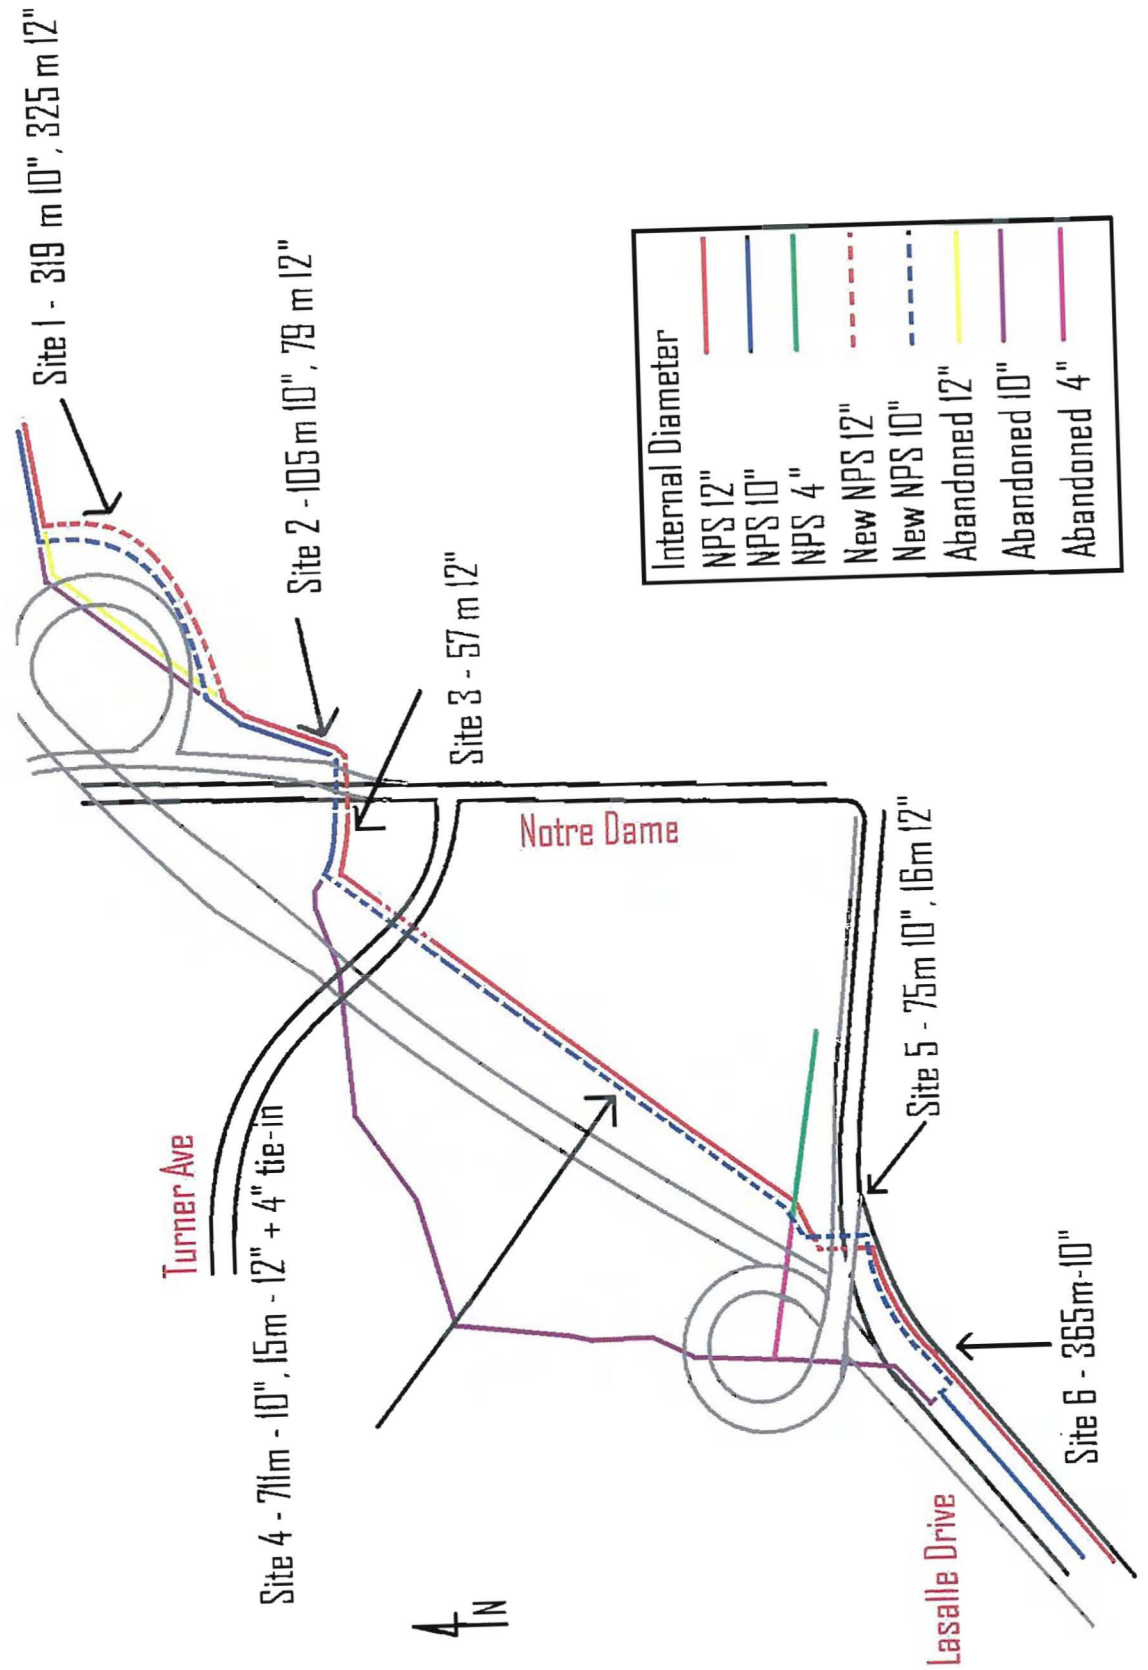 Site 1 - 319 m 10", 325 m 12"
Site 2 - 105m 10", 79 m 12"
Site 3 - 57 m 12"
Notre Dame
Turner Ave
Site 4 - 711m - 10", 15m - 12" + 4" tie-in
Site 5 - 75m 10", 16m 12"
Site 6 - 365m-10"
Lasalle Drive
N
Internal Diameter
NPS 12"
NPS 10"
NPS 4"
New NPS 12"
New NPS 10"
Abandoned 12"
Abandoned 10"
Abandoned 4"